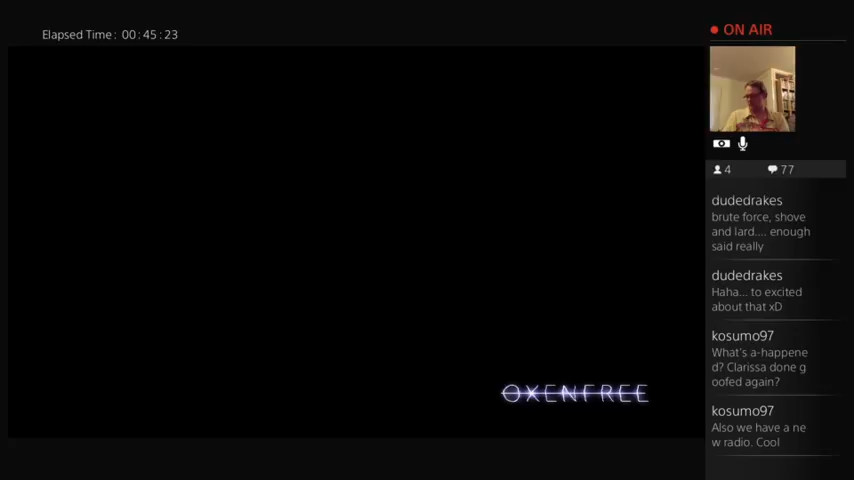 Elapsed Time: 00:45:23
ON AIR
4
77
dudedrakes
brute force, shove
and lard.... enough
said really
dudedrakes
Haha... to excited
about that xD
kosumo97
What's a-happene
d? Clarissa done g
oofed again?
kosumo97
Also we have a ne
w radio. Cool
OXENFREE